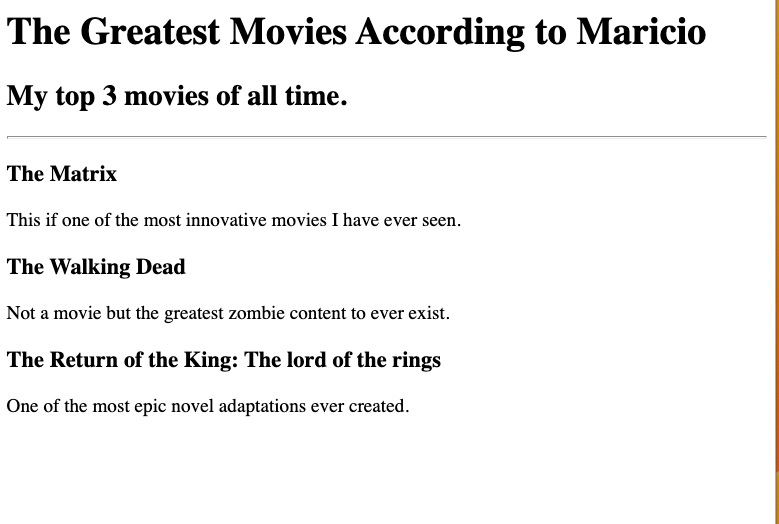 The Greatest Movies According to Maricio
My top 3 movies of all time.
The Matrix
This if one of the most innovative movies I have ever seen.
The Walking Dead
Not a movie but the greatest zombie content to ever exist.
The Return of the King: The lord of the rings
One of the most epic novel adaptations ever created.